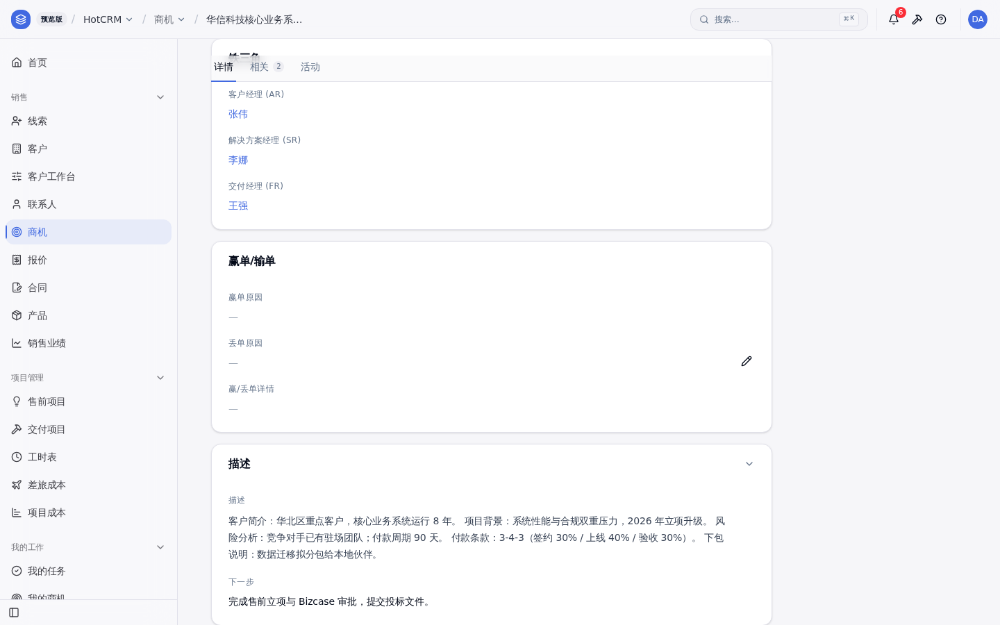 预览版 / HotCRM / 商机 / 华信科技核心业务系...
搜索...
⌘K
6
DA
首页
销售
线索
客户
客户工作台
联系人
商机
报价
合同
产品
销售业绩
项目管理
售前项目
交付项目
工时表
差旅成本
项目成本
我的工作
我的任务
我的商机
铁三角
详情
相关 2
活动
客户经理 (AR)
张伟
解决方案经理 (SR)
李娜
交付经理 (FR)
王强
赢单/输单
赢单原因
—
丢单原因
—
赢/丢单详情
—
描述
描述
客户简介：华北区重点客户，核心业务系统运行 8 年。 项目背景：系统性能与合规双重压力，2026 年立项升级。 风
险分析：竞争对手已有驻场团队；付款周期 90 天。 付款条款：3-4-3（签约 30% / 上线 40% / 验收 30%）。 下包
说明：数据迁移拟分包给本地伙伴。
下一步
完成售前立项与 Bizcase 审批，提交投标文件。